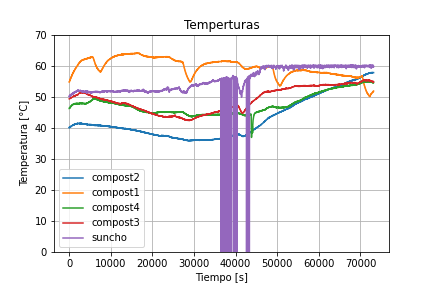 Temperturas
Temperatura [°C]
70
60
50
40
30
20
10
0
compost2
compost1
compost4
compost3
suncho
0 10000 20000 30000 40000 50000 60000 70000
Tiempo [s]